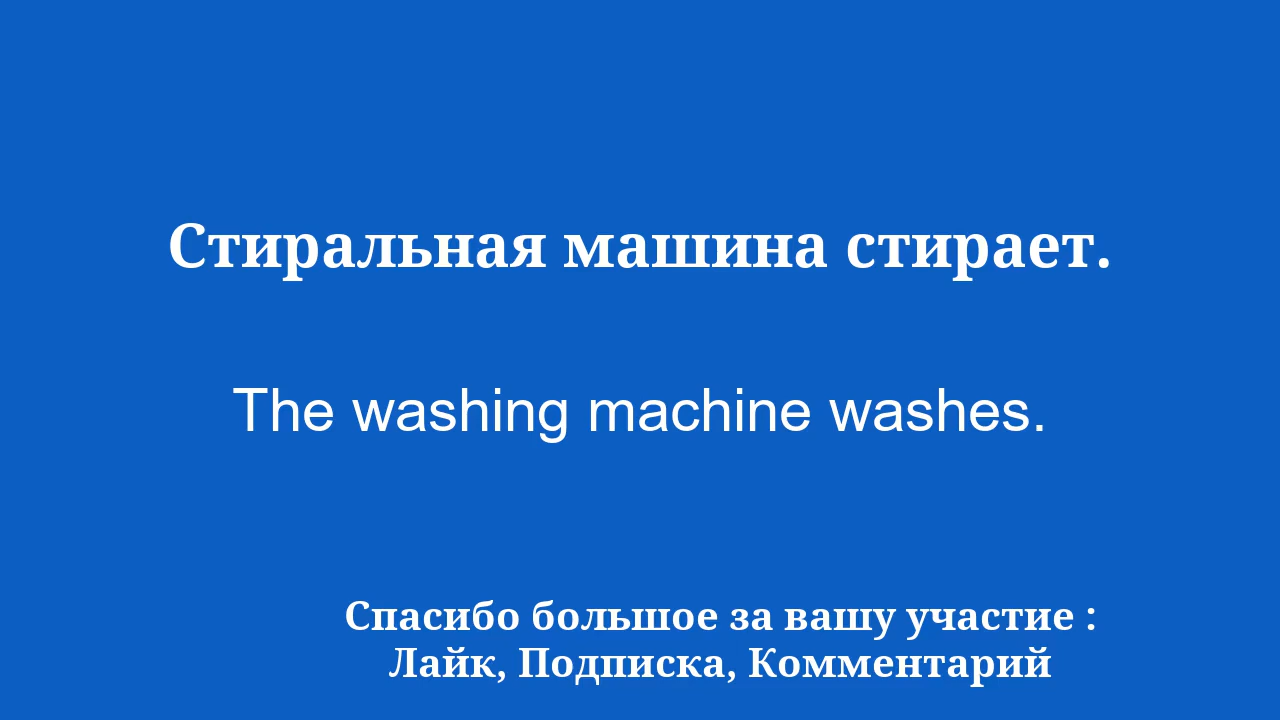 Стиральная машина стирает.
The washing machine washes.
Спасибо большое за вашу участие :
Лайк, Подписка, Комментарий